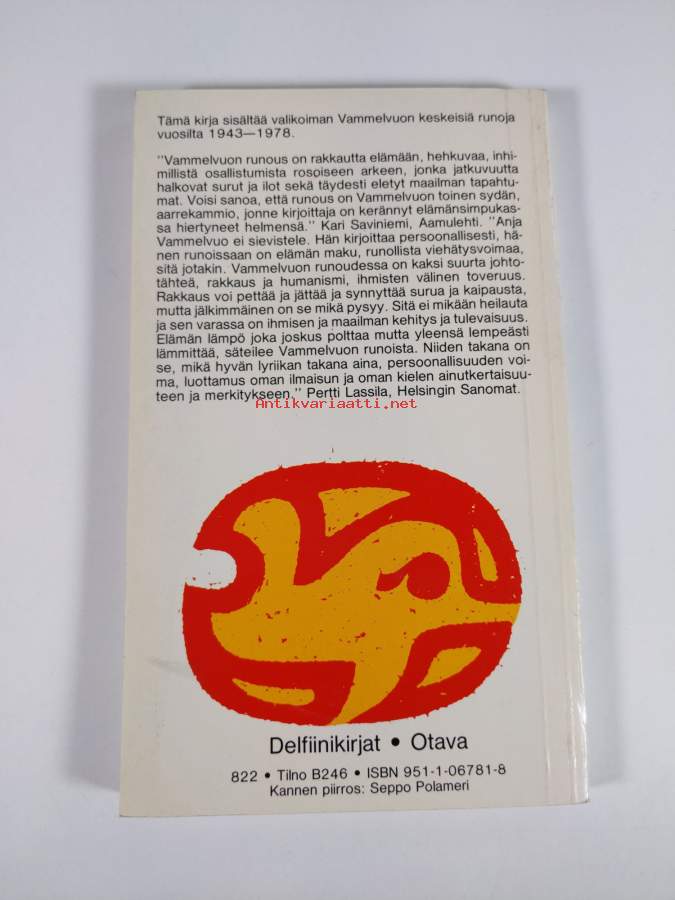 Tämä kirja sisältää valikoiman Vammelvuon keskeisiä runoja
vuosilta 1943—1978.
"Vammelvuon runous on rakkautta elämään, hehkuvaa, inhi-
millistä osallistumista rosoiseen arkeen, jonka jatkuvuutta
halkovat surut ja ilot sekä täydesti eletyt maailman tapahtu-
mat. Voisi sanoa, että runous on Vammelvuon toinen sydän,
aarrekammio, jonne kirjoittaja on kerännyt elämänsimpukas-
sa hiertyneet helmensä." Kari Saviniemi, Aamulehti. "Anja
Vammelvuo ei sievistele. Hän kirjoittaa persoonallisesti, hä-
nen runoissaan on elämän maku, runollista viehätysvoimaa,
sitä jotakin. Vammelvuon runoudessa on kaksi suurta johto-
tähteä, rakkaus ja humanismi, ihmisten välinen toveruus.
Rakkaus voi pettää ja jättää ja synnyttää surua ja kaipausta,
mutta jälkimmäinen on se mikä pysyy. Sitä ei mikään heilauta
ja sen varassa on ihmisen ja maailman kehitys ja tulevaisuus.
Elämän lämpö joka joskus polttaa mutta yleensä lempeästi
lämmittää, säteilee Vammelvuon runoista. Niiden takana on
se, mikä hyvän lyriikan takana aina, persoonallisuuden voi-
ma, luottamus oman ilmaisun ja oman kielen ainutkertaisuu-
teen ja merkitykseen." Pertti Lassila, Helsingin Sanomat.
Antikvariaatti.net
Delfiinikirjat • Otava
822 • Tilno B246 • ISBN 951-1-06781-8
Kannen piirros: Seppo Polameri